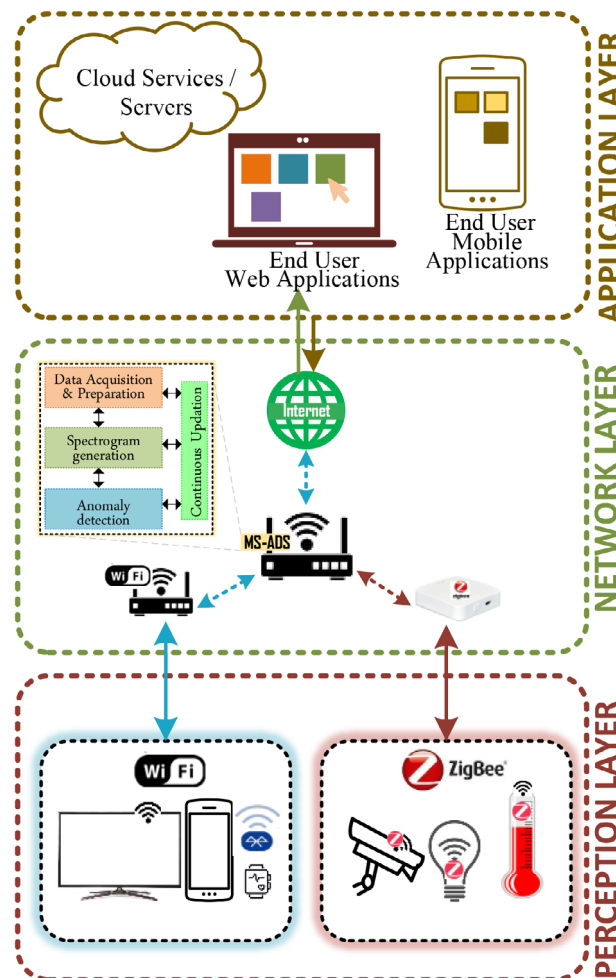 Cloud Services /
Servers
End User
Web Applications
End User
Mobile
Applications
APPLICATION LAYER
Data Acquisition
& Preparation
Spectrogram
generation
Anomaly
detection
Continuous Updation
Internet
MS-ADS
Wi Fi
zigbee
NETWORK LAYER
Wi Fi
ZigBee®
PERCEPTION LAYER